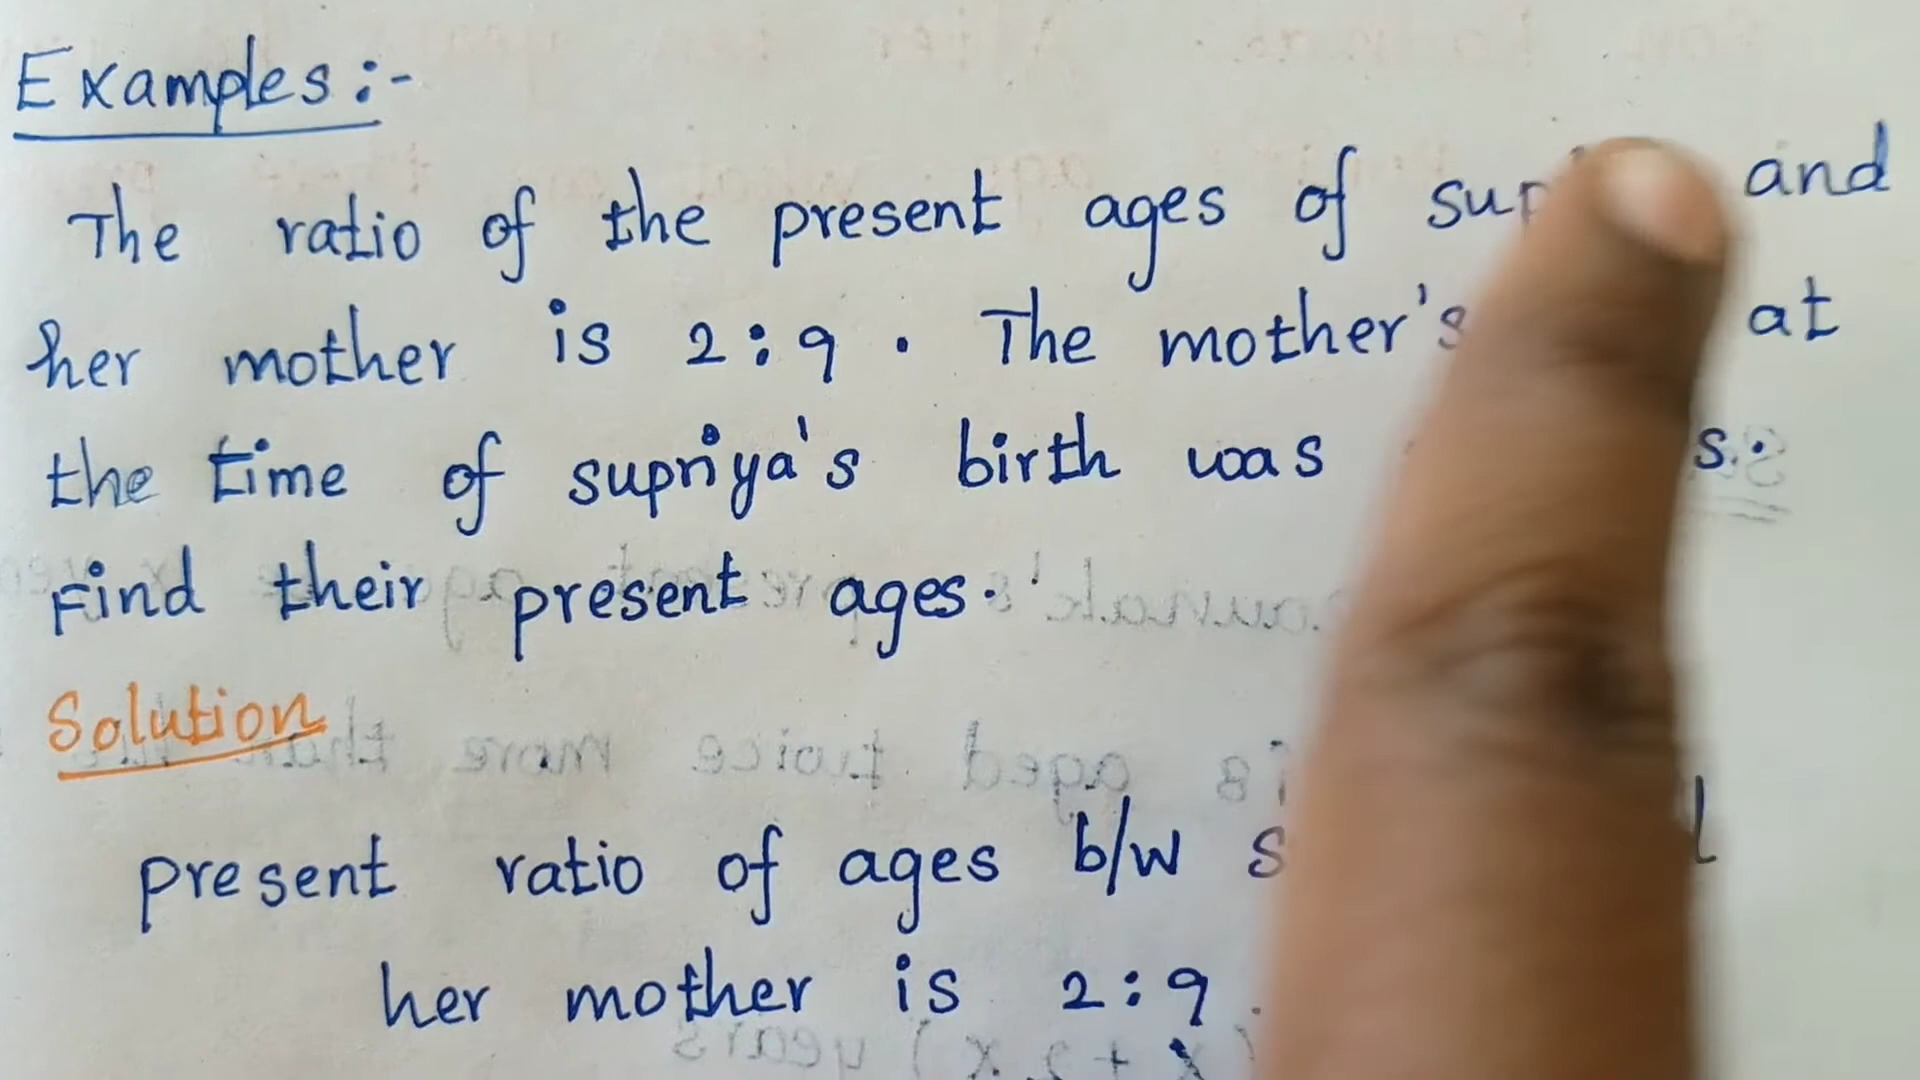 Examples :-
The ratio of the present ages of and
her mother is 2:9. The mother's at
the time of supriya's birth was
Find their present ages.
Solution
present ratio of ages b/w
her mother is 2:9